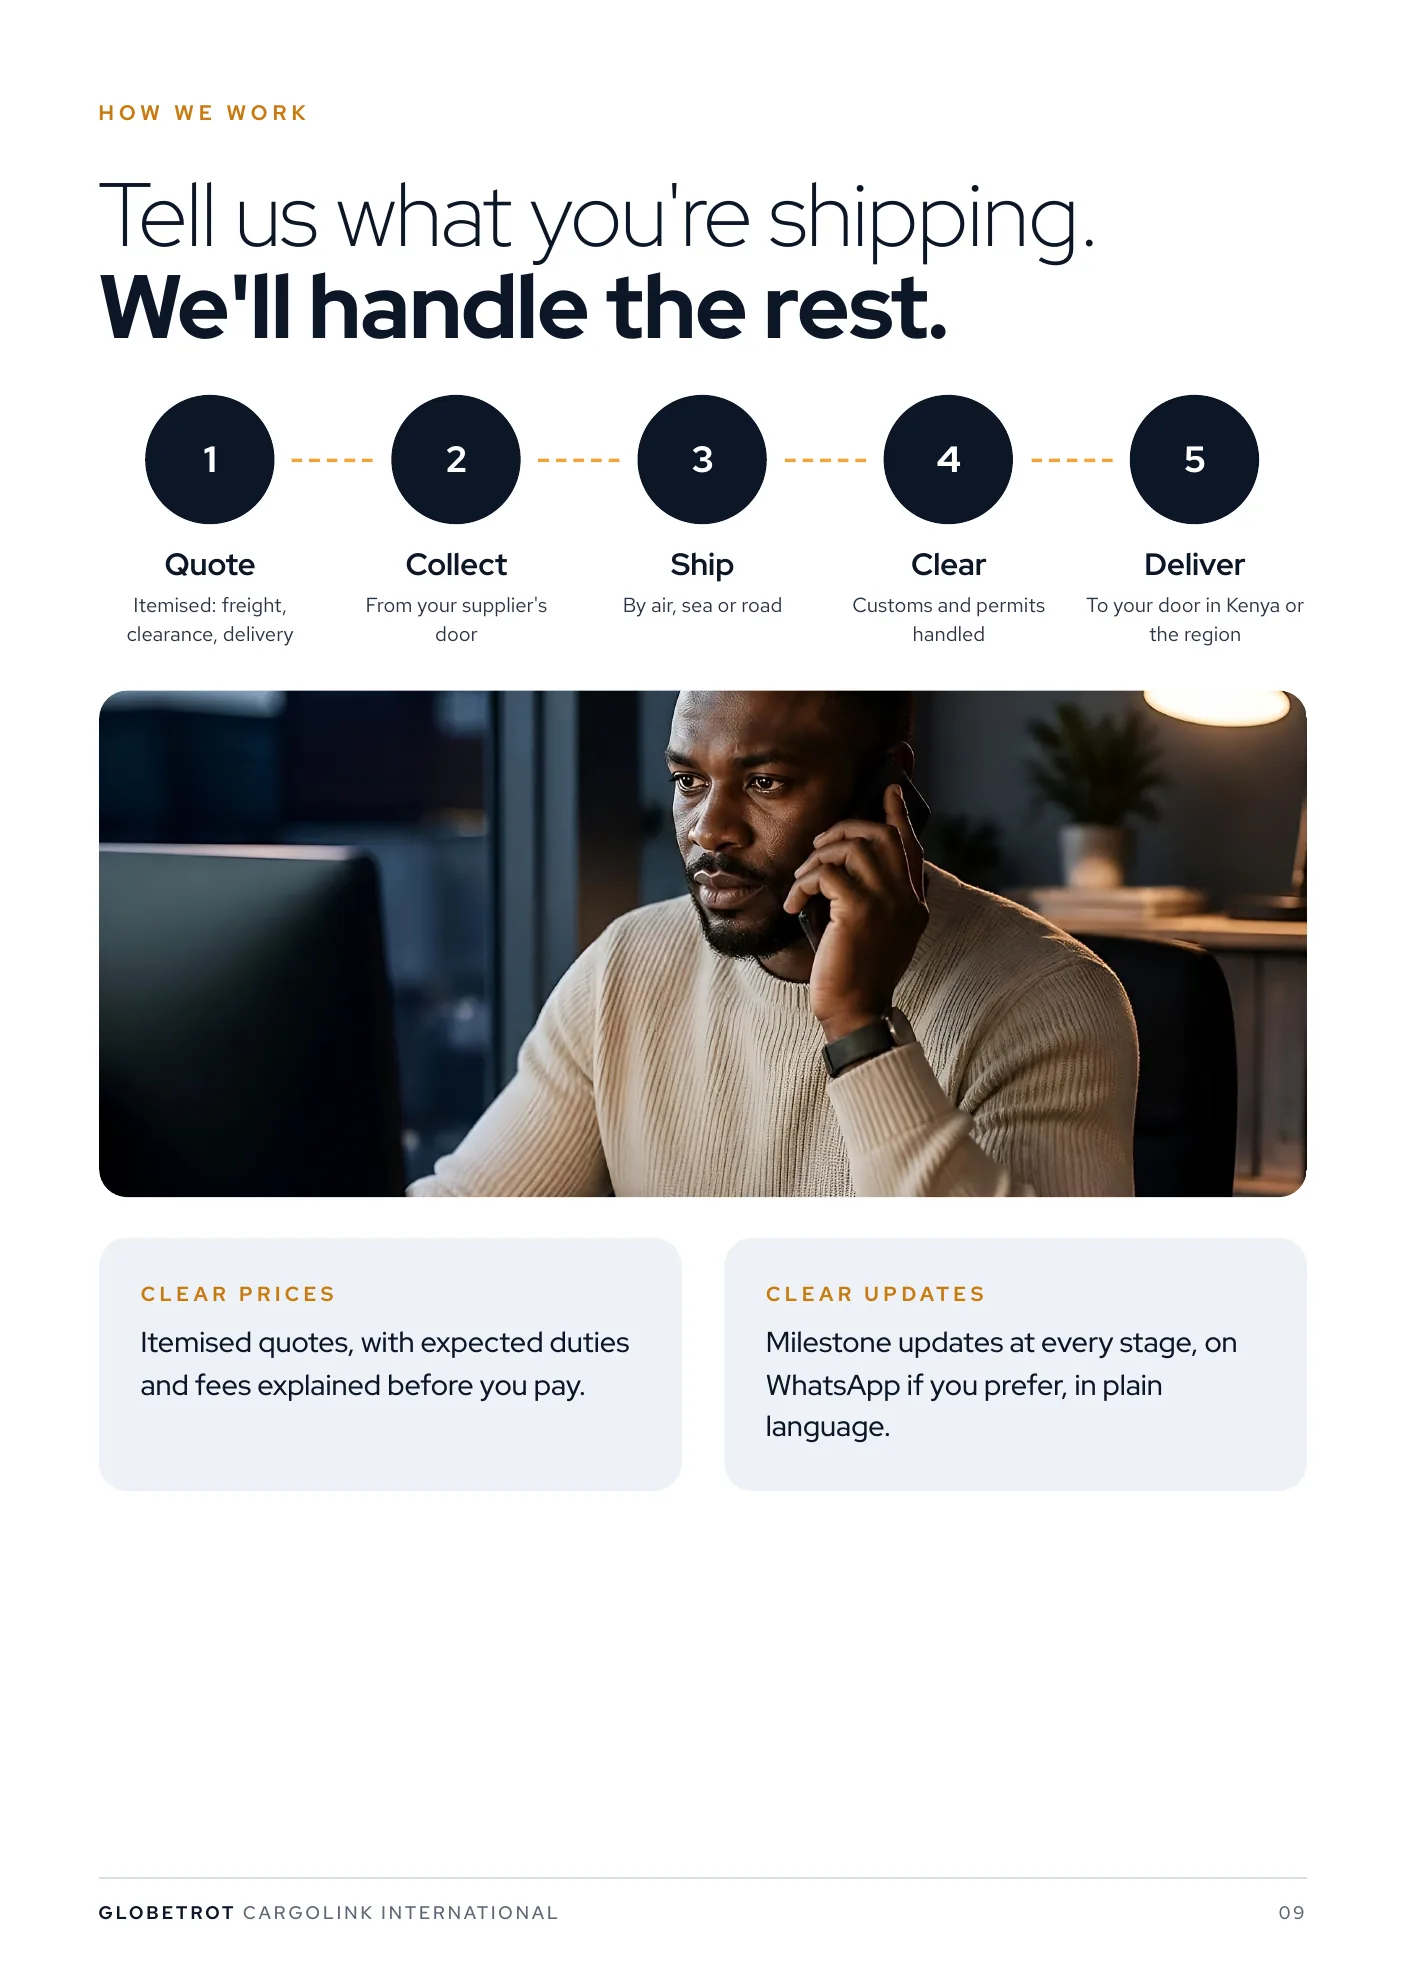 HOW WE WORK
Tell us what you're shipping.
We'll handle the rest.
1
2
3
4
5
Quote
Itemised: freight,
clearance, delivery
Collect
From your supplier's
door
Ship
By air, sea or road
Clear
Customs and permits
handled
Deliver
To your door in Kenya or
the region
CLEAR PRICES
Itemised quotes, with expected duties
and fees explained before you pay.
CLEAR UPDATES
Milestone updates at every stage, on
WhatsApp if you prefer, in plain
language.
GLOBETROT CARGOLINK INTERNATIONAL
09